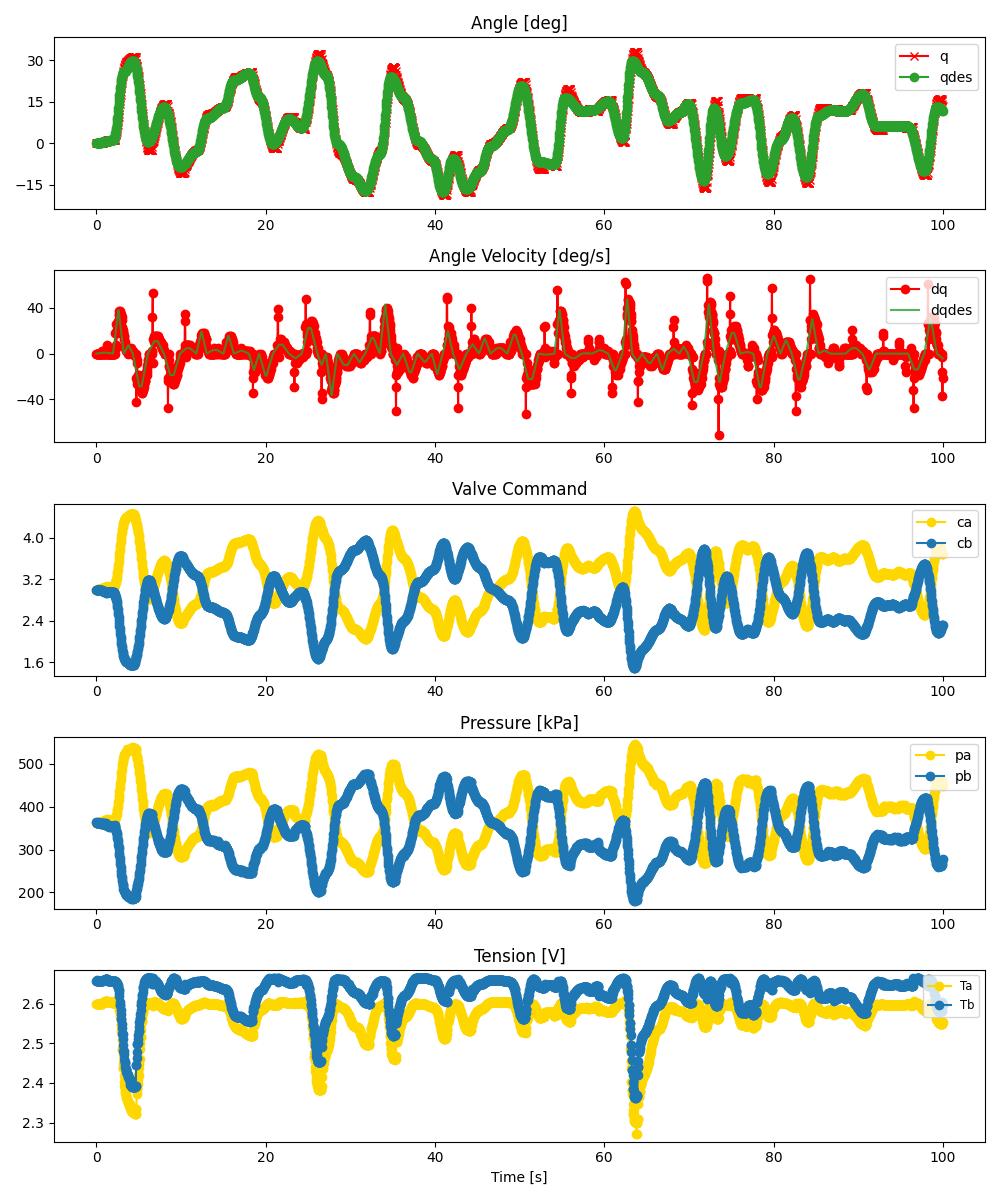 Angle [deg]
30
15
0
−15
q
qdes
0 20 40 60 80 100
Angle Velocity [deg/s]
40
0
−40
dq
dqdes
0 20 40 60 80 100
Valve Command
4.0
3.2
2.4
1.6
ca
cb
0 20 40 60 80 100
Pressure [kPa]
500
400
300
200
pa
pb
0 20 40 60 80 100
Tension [V]
2.6
2.5
2.4
2.3
Ta
Tb
0 20 40 60 80 100
Time [s]